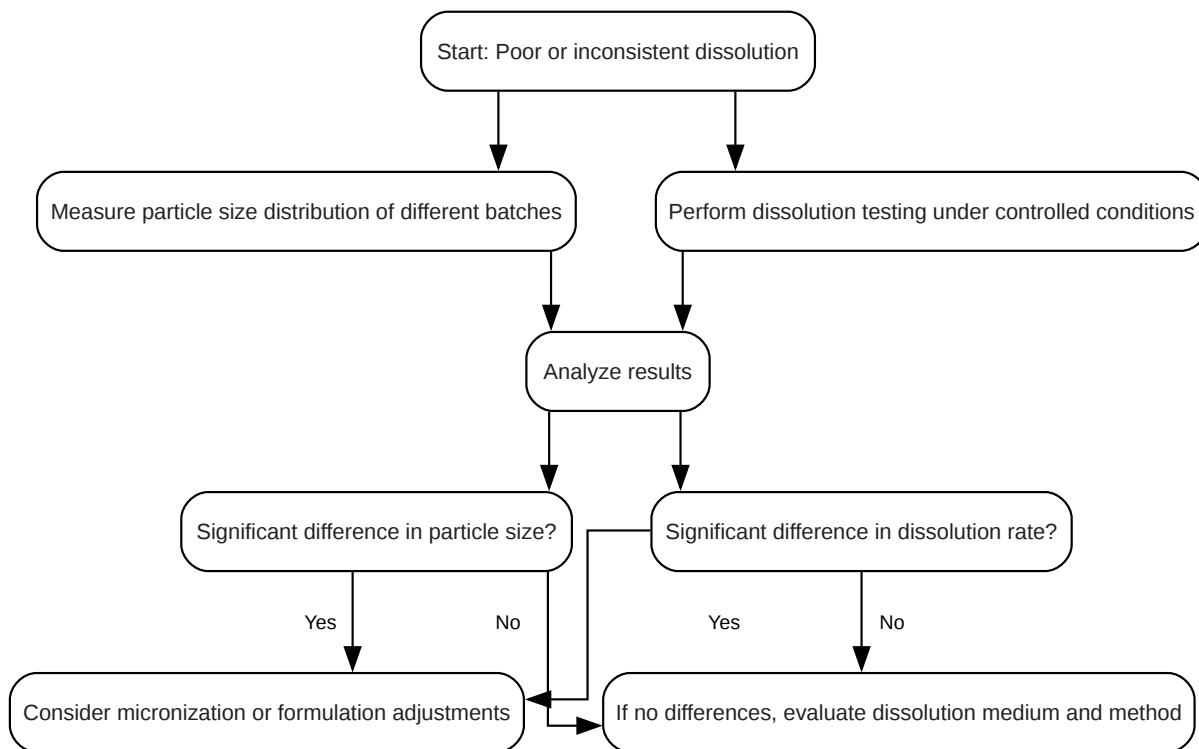 Start: Poor or inconsistent dissolution
Measure particle size distribution of different batches
Perform dissolution testing under controlled conditions
Analyze results
Significant difference in particle size?
Significant difference in dissolution rate?
Yes
No
Yes
No
Consider micronization or formulation adjustments
If no differences, evaluate dissolution medium and method